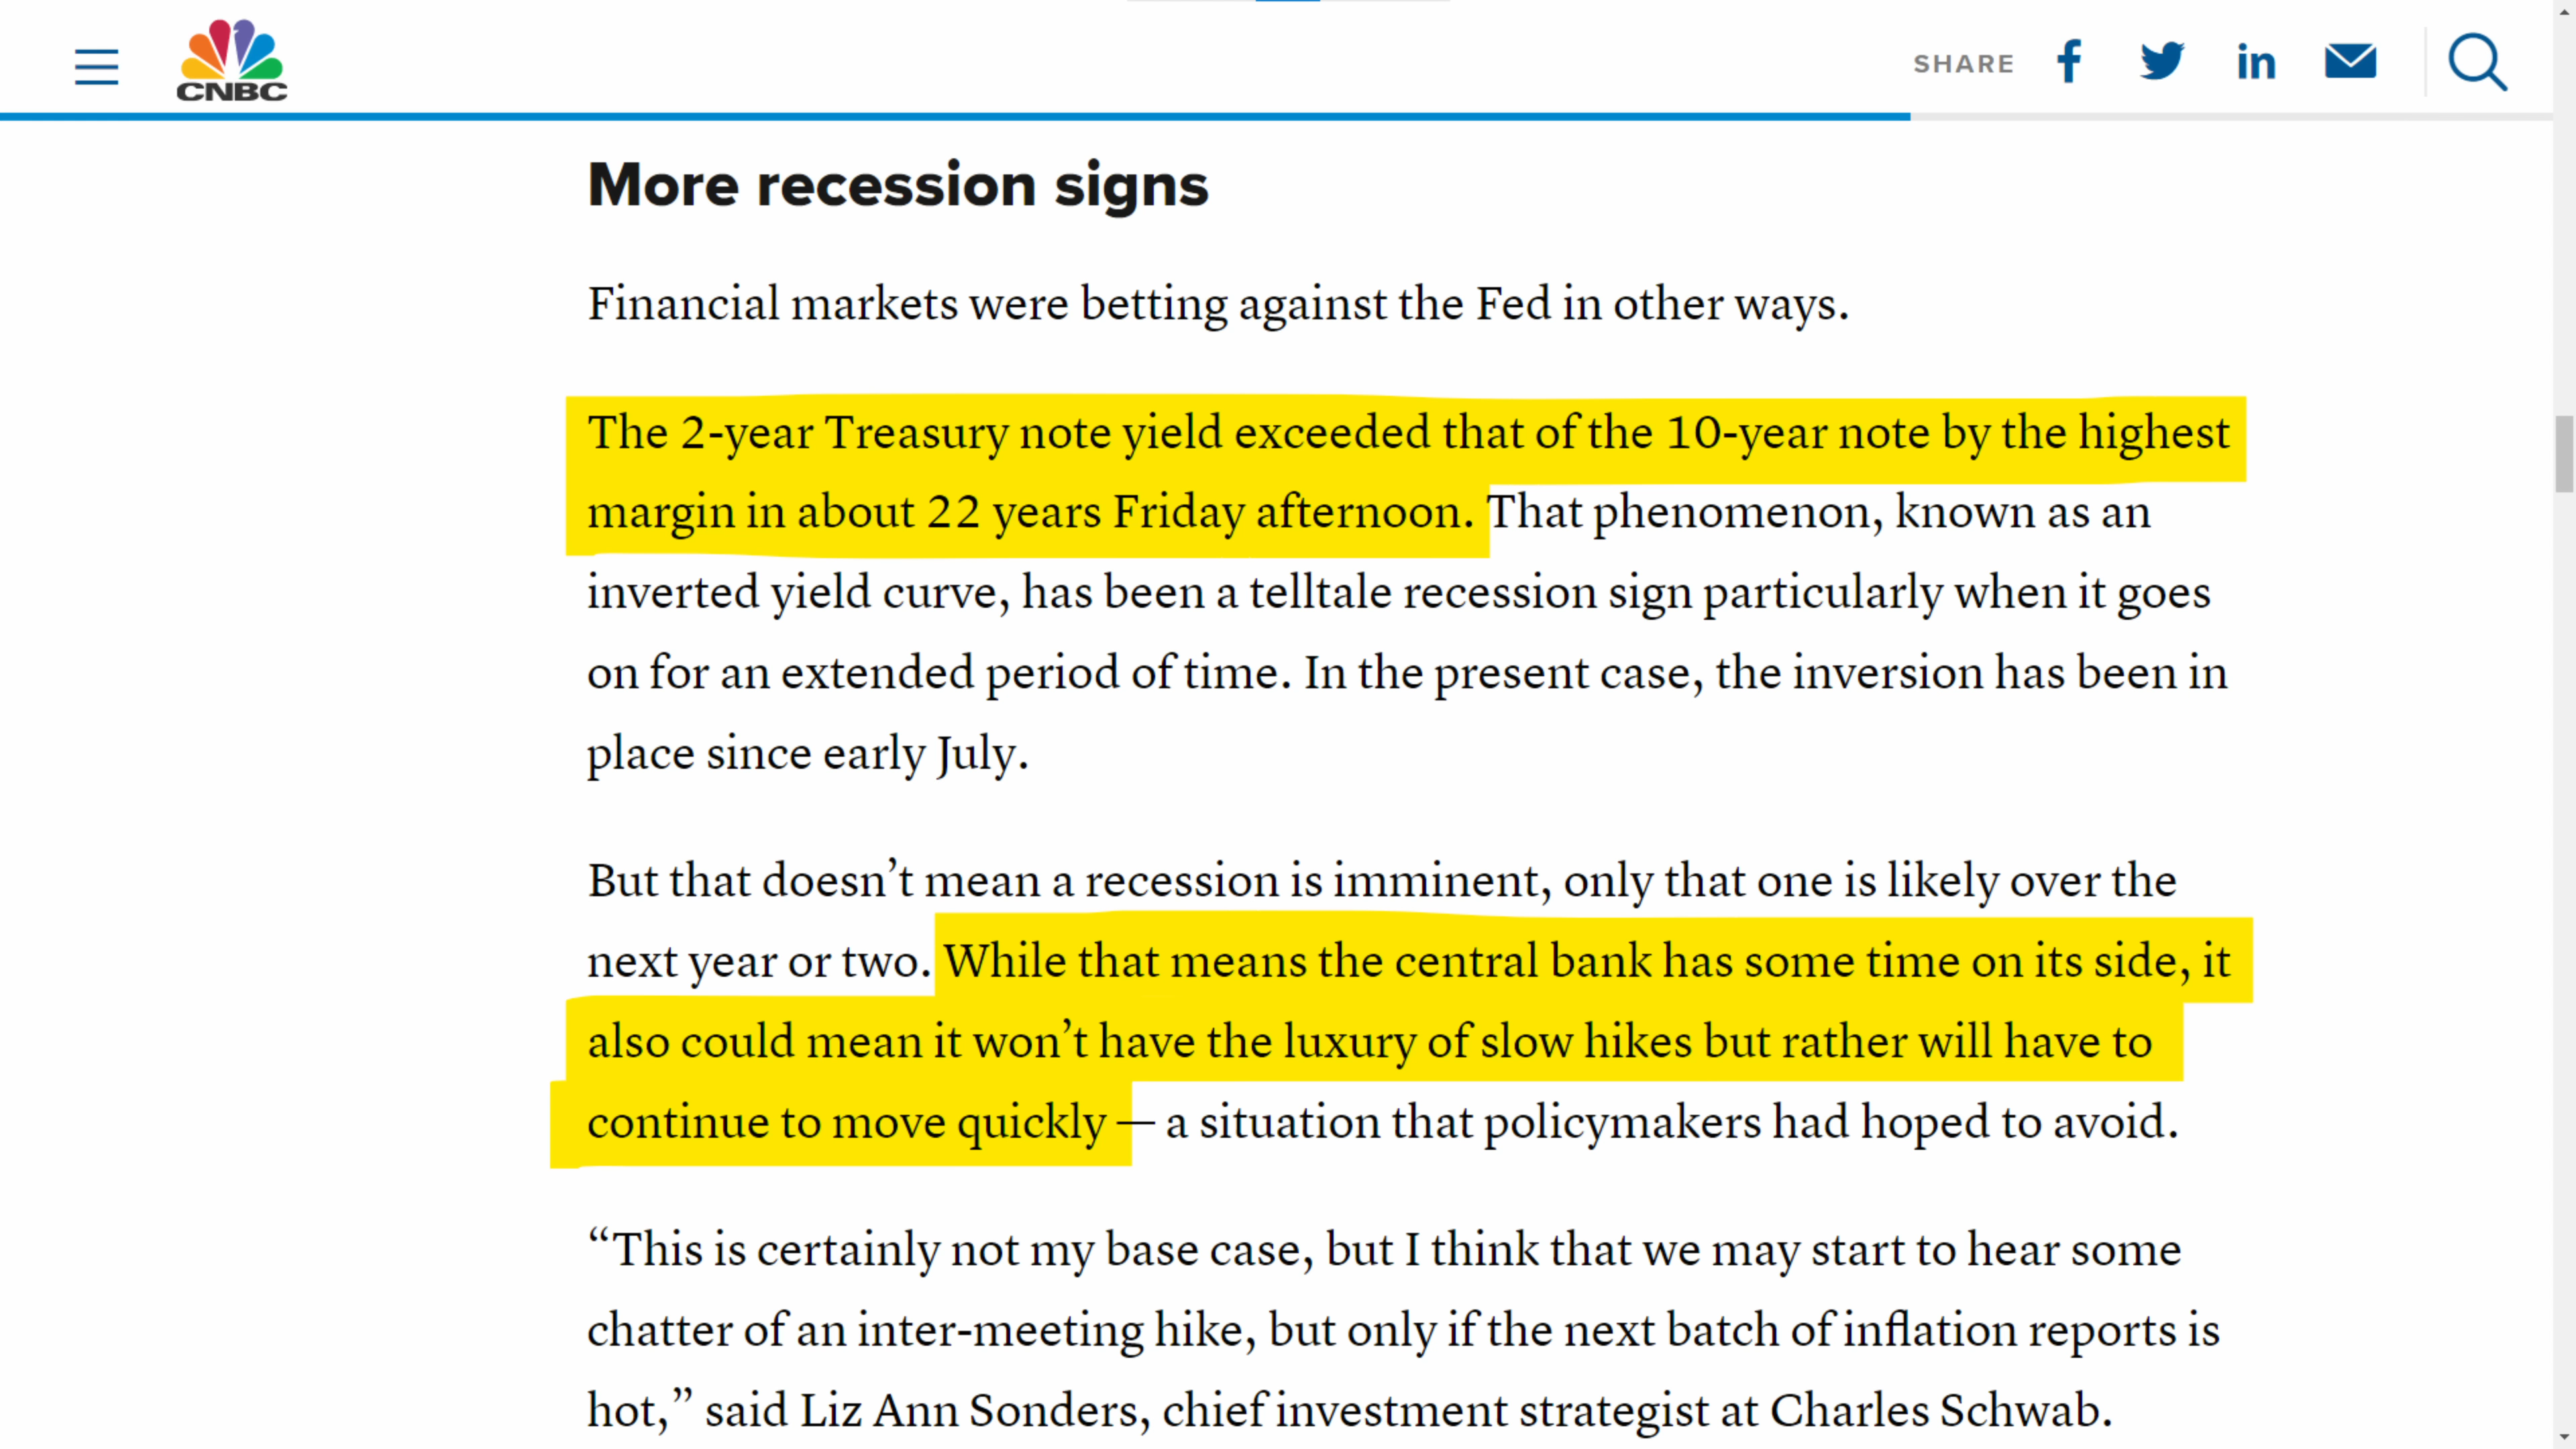 CNBC
SHARE
More recession signs
Financial markets were betting against the Fed in other ways.
The 2-year Treasury note yield exceeded that of the 10-year note by the highest
margin in about 22 years Friday afternoon. That phenomenon, known as an
inverted yield curve, has been a telltale recession sign particularly when it goes
on for an extended period of time. In the present case, the inversion has been in
place since early July.
But that doesn’t mean a recession is imminent, only that one is likely over the
next year or two. While that means the central bank has some time on its side, it
also could mean it won’t have the luxury of slow hikes but rather will have to
continue to move quickly — a situation that policymakers had hoped to avoid.
“This is certainly not my base case, but I think that we may start to hear some
chatter of an inter-meeting hike, but only if the next batch of inflation reports is
hot,” said Liz Ann Sonders, chief investment strategist at Charles Schwab.